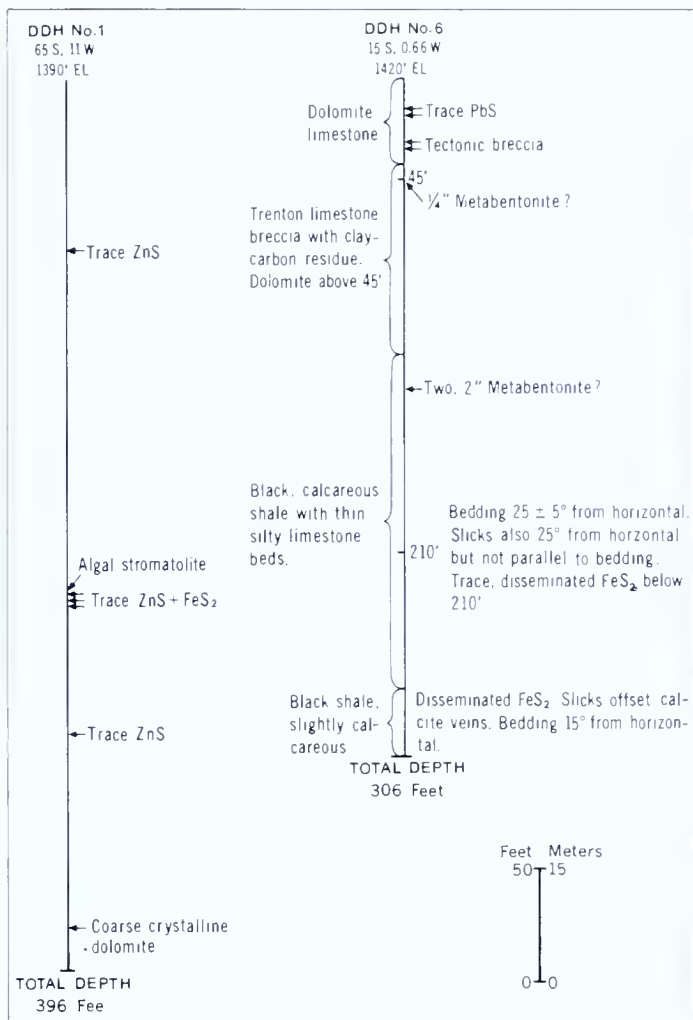 DDH No.1
65 S, 11 W
1390' EL
Trace ZnS
Algal stromatolite
Trace ZnS + FeS₂
Trace ZnS
Coarse crystalline
dolomite
TOTAL DEPTH
396 Fee
DDH No.6
15 S, 0.66 W
1420' EL
Dolomite
limestone
Trace PbS
Tectonic breccia
45'
¼" Metabentonite ?
Trenton limestone
breccia with clay-
carbon residue.
Dolomite above 45'
Two, 2" Metabentonite ?
Black, calcareous
shale with thin
silty limestone
beds.
210'
Bedding 25 ± 5° from horizontal.
Slicks also 25° from horzontal
but not parallel to bedding.
Trace, disseminated FeS₂ below
210'
Black shale,
slightly cal-
careous
Disseminated FeS₂ Slicks offset cal-
cite veins. Bedding 15° from horizon-
tal.
TOTAL DEPTH
306 Feet
Feet Meters
50 15
0 0